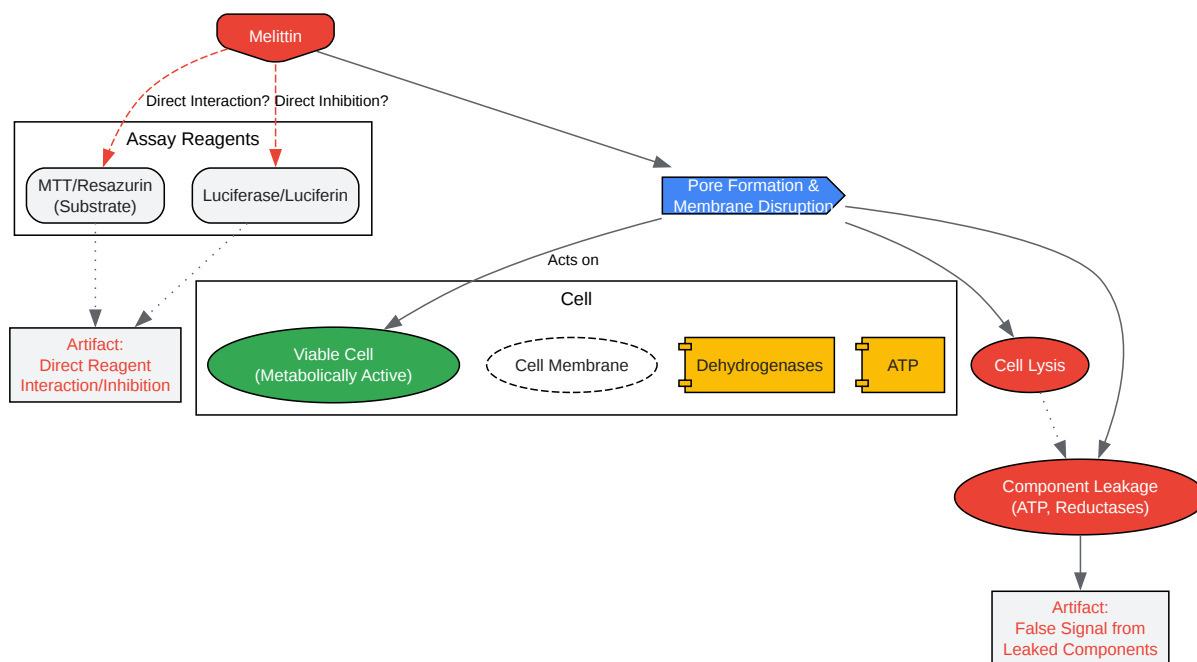 Melittin
Direct Interaction?
Direct Inhibition?
Assay Reagents
MTT/Resazurin
(Substrate)
Luciferase/Luciferin
Pore Formation &
Membrane Disruption
Acts on
Cell
Artifact:
Direct Reagent
Interaction/Inhibition
Viable Cell
(Metabolically Active)
Cell Membrane
Dehydrogenases
ATP
Cell Lysis
Component Leakage
(ATP, Reductases)
Artifact:
False Signal from
Leaked Components